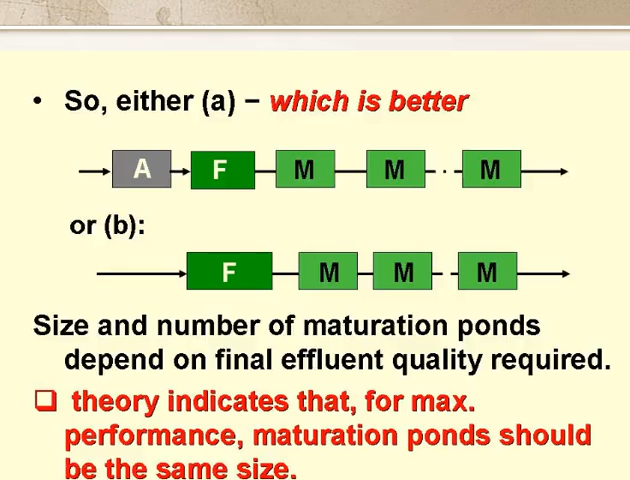 • So, either (a) – which is better
A F M M M
or (b):
F M M M
Size and number of maturation ponds
depend on final effluent quality required.
❑ theory indicates that, for max.
performance, maturation ponds should
be the same size.